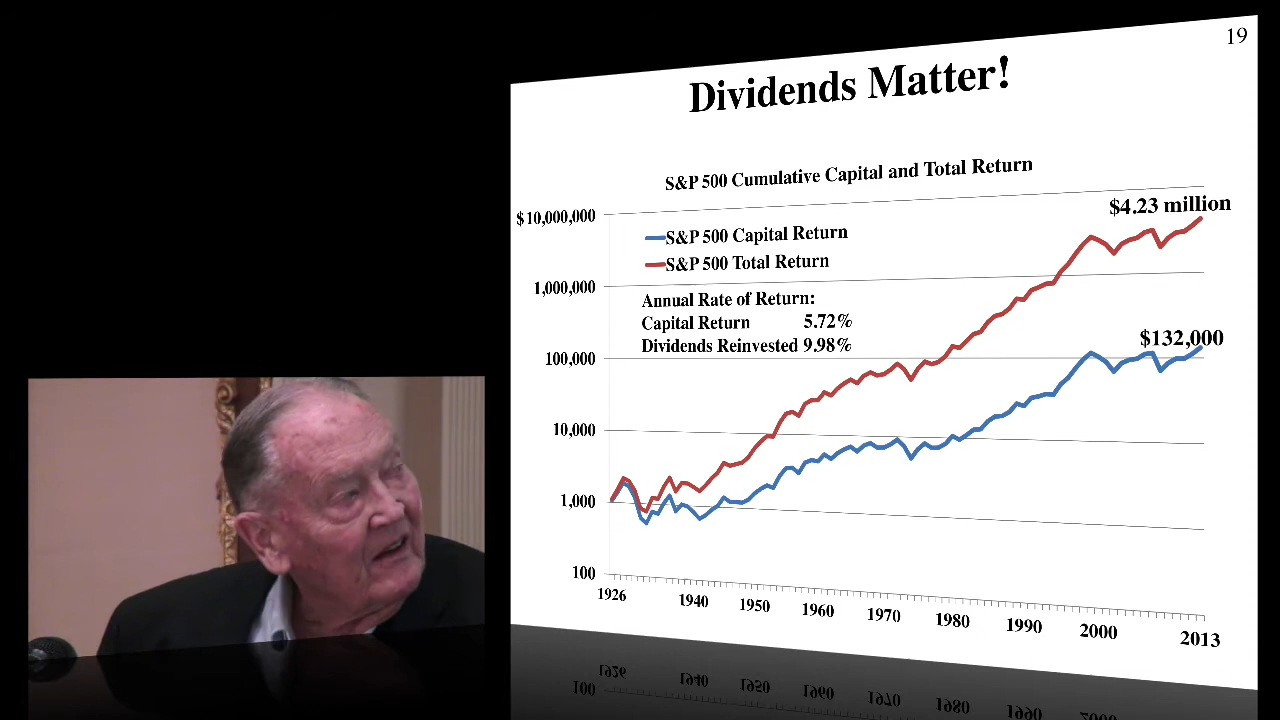 19
Dividends Matter!
S&P 500 Cumulative Capital and Total Return
$10,000,000
1,000,000
100,000
10,000
1,000
100
S&P 500 Capital Return
S&P 500 Total Return
Annual Rate of Return:
Capital Return 5.72%
Dividends Reinvested 9.98%
$4.23 million
$132,000
1926 1940 1950 1960 1970 1980 1990 2000 2013